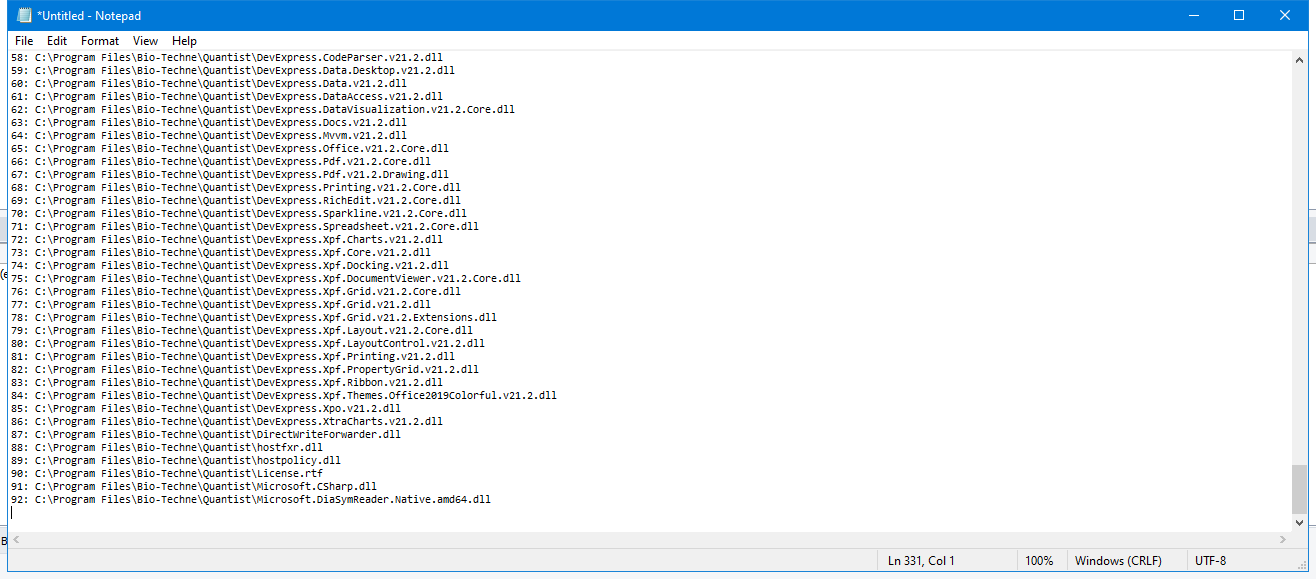 *Untitled - Notepad
File Edit Format View Help
58: C:\Program Files\Bio-Techne\Quantist\DevExpress.CodeParser.v21.2.dll
59: C:\Program Files\Bio-Techne\Quantist\DevExpress.Data.Desktop.v21.2.dll
60: C:\Program Files\Bio-Techne\Quantist\DevExpress.Data.v21.2.dll
61: C:\Program Files\Bio-Techne\Quantist\DevExpress.DataAccess.v21.2.dll
62: C:\Program Files\Bio-Techne\Quantist\DevExpress.DataVisualization.v21.2.Core.dll
63: C:\Program Files\Bio-Techne\Quantist\DevExpress.Docs.v21.2.dll
64: C:\Program Files\Bio-Techne\Quantist\DevExpress.Mvvm.v21.2.dll
65: C:\Program Files\Bio-Techne\Quantist\DevExpress.Office.v21.2.Core.dll
66: C:\Program Files\Bio-Techne\Quantist\DevExpress.Pdf.v21.2.Core.dll
67: C:\Program Files\Bio-Techne\Quantist\DevExpress.Pdf.v21.2.Drawing.dll
68: C:\Program Files\Bio-Techne\Quantist\DevExpress.Printing.v21.2.Core.dll
69: C:\Program Files\Bio-Techne\Quantist\DevExpress.RichEdit.v21.2.Core.dll
70: C:\Program Files\Bio-Techne\Quantist\DevExpress.Sparkline.v21.2.Core.dll
71: C:\Program Files\Bio-Techne\Quantist\DevExpress.Spreadsheet.v21.2.Core.dll
72: C:\Program Files\Bio-Techne\Quantist\DevExpress.Xpf.Charts.v21.2.dll
73: C:\Program Files\Bio-Techne\Quantist\DevExpress.Xpf.Core.v21.2.dll
74: C:\Program Files\Bio-Techne\Quantist\DevExpress.Xpf.Docking.v21.2.dll
75: C:\Program Files\Bio-Techne\Quantist\DevExpress.Xpf.DocumentViewer.v21.2.Core.dll
76: C:\Program Files\Bio-Techne\Quantist\DevExpress.Xpf.Grid.v21.2.Core.dll
77: C:\Program Files\Bio-Techne\Quantist\DevExpress.Xpf.Grid.v21.2.dll
78: C:\Program Files\Bio-Techne\Quantist\DevExpress.Xpf.Grid.v21.2.Extensions.dll
79: C:\Program Files\Bio-Techne\Quantist\DevExpress.Xpf.Layout.v21.2.Core.dll
80: C:\Program Files\Bio-Techne\Quantist\DevExpress.Xpf.LayoutControl.v21.2.dll
81: C:\Program Files\Bio-Techne\Quantist\DevExpress.Xpf.Printing.v21.2.dll
82: C:\Program Files\Bio-Techne\Quantist\DevExpress.Xpf.PropertyGrid.v21.2.dll
83: C:\Program Files\Bio-Techne\Quantist\DevExpress.Xpf.Ribbon.v21.2.dll
84: C:\Program Files\Bio-Techne\Quantist\DevExpress.Xpf.Themes.Office2019Colorful.v21.2.dll
85: C:\Program Files\Bio-Techne\Quantist\DevExpress.Xpo.v21.2.dll
86: C:\Program Files\Bio-Techne\Quantist\DevExpress.XtraCharts.v21.2.dll
87: C:\Program Files\Bio-Techne\Quantist\DirectWriteForwarder.dll
88: C:\Program Files\Bio-Techne\Quantist\hostfxr.dll
89: C:\Program Files\Bio-Techne\Quantist\hostpolicy.dll
90: C:\Program Files\Bio-Techne\Quantist\License.rtf
91: C:\Program Files\Bio-Techne\Quantist\Microsoft.CSharp.dll
92: C:\Program Files\Bio-Techne\Quantist\Microsoft.DiaSymReader.Native.amd64.dll
Ln 331, Col 1 100% Windows (CRLF) UTF-8